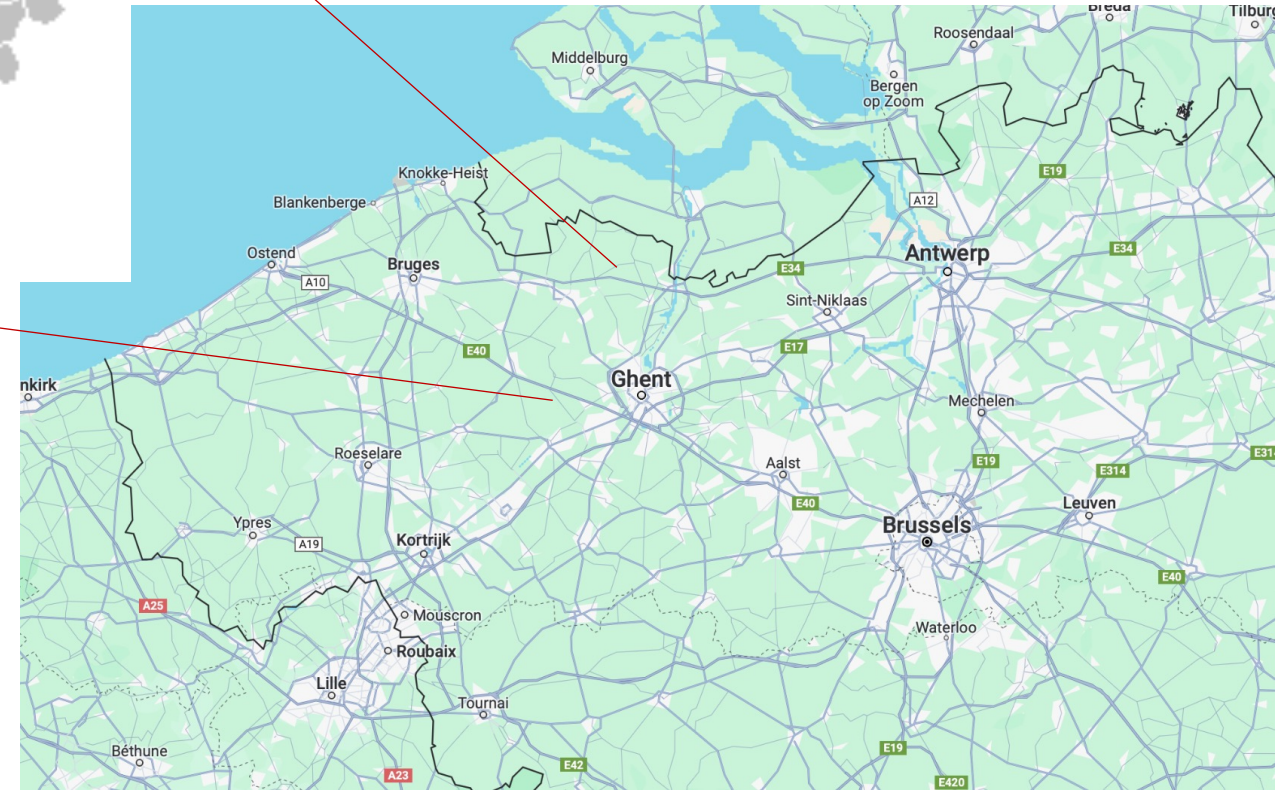 Breda
Tilburg
Roosendaal
Middelburg
Bergen
op Zoom
E19
Knokke-Heist
A12
Blankenberge
Ostend
Bruges
Antwerp
E34
E34
A10
Sint-Niklaas
E40
E17
Ghent
nkirk
Mechelen
Roeselare
Aalst
E19
E314
E314
E40
Leuven
Ypres
Brussels
A19
Kortrijk
E40
A25
Mouscron
Waterloo
Roubaix
Lille
Tournai
Béthune
E19
E42
A23
E420